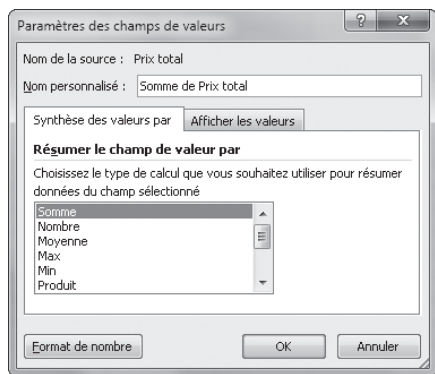 Paramètres des champs de valeurs
Nom de la source : Prix total
Nom personnalisé : Somme de Prix total
Synthèse des valeurs par Afficher les valeurs
Résumer le champ de valeur par
Choisissez le type de calcul que vous souhaitez utiliser pour résumer
données du champ sélectionné
Somme
Nombre
Moyenne
Max
Min
Produit
Format de nombre OK Annuler